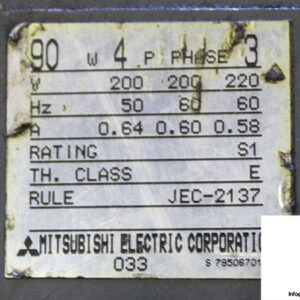 90 W 4 P PHASE 3
V 200 200 220
Hz 50 60 60
A 0.64 0.60 0.58
RATING S1
TH. CLASS E
RULE JEC-2137
MITSUBISHI ELECTRIC CORPORATIO
033 S 79506701